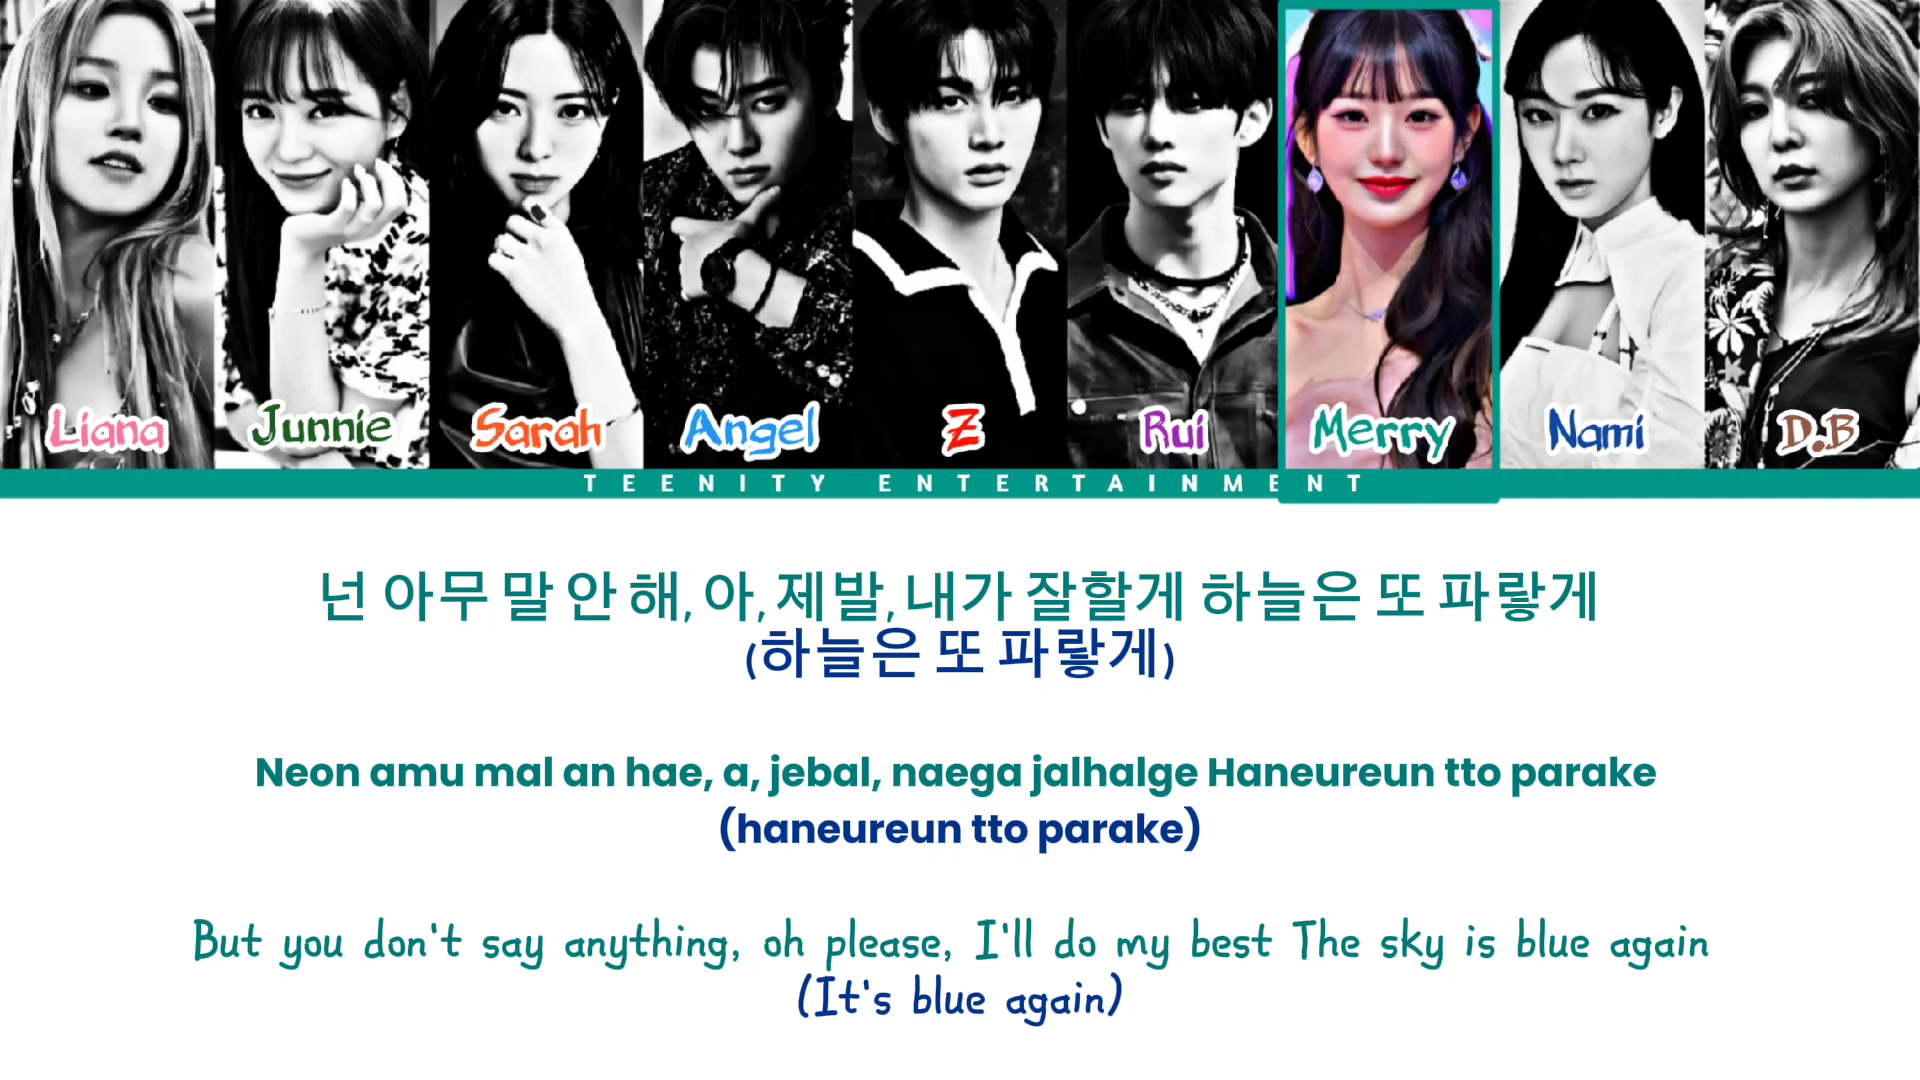 Liana
Junnie
Sarah
Angel
Z
Rui
Merry
Nami
D.B
TEENITY ENTERTAINMENT
넌 아무 말 안 해, 아, 제발, 내가 잘할게 하늘은 또 파랗게
(하늘은 또 파랗게)
Neon amu mal an hae, a, jebal, naega jalhalge Haneureun tto parake
(haneureun tto parake)
But you don't say anything, oh please, I'll do my best The sky is blue again
(It's blue again)